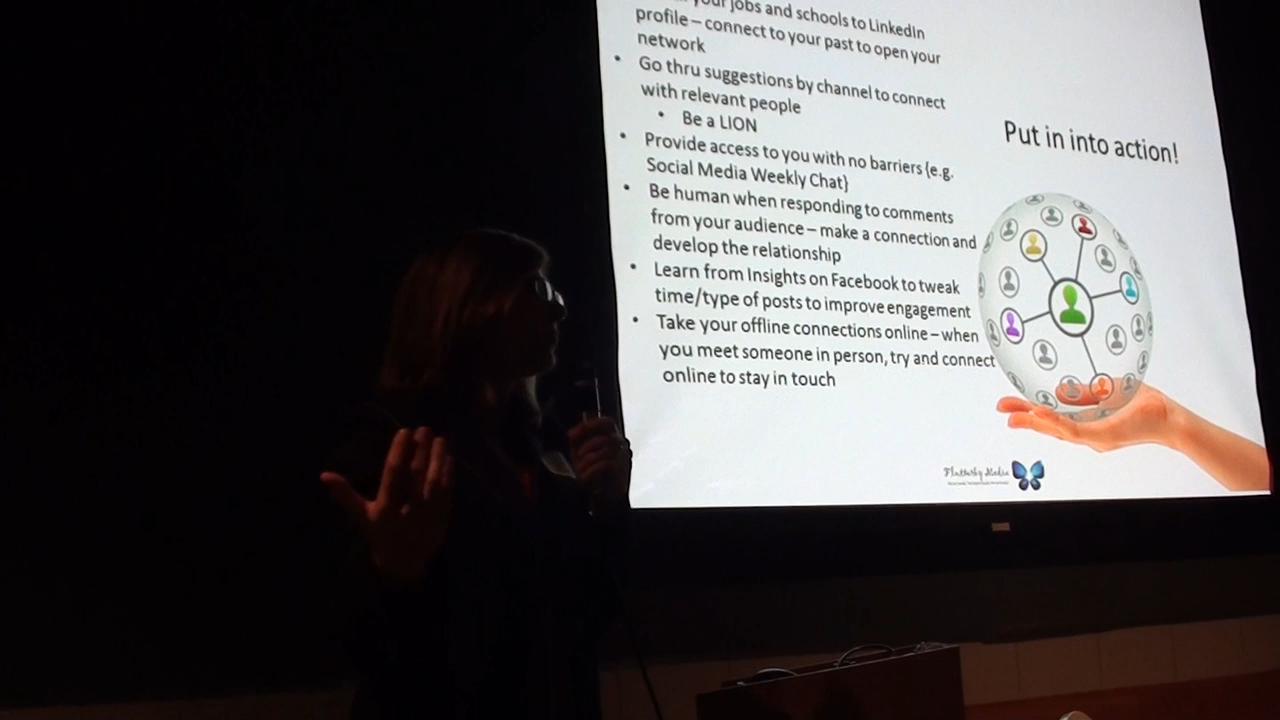 your jobs and schools to LinkedIn
profile – connect to your past to open your
network
• Go thru suggestions by channel to connect
with relevant people
• Be a LION
• Provide access to you with no barriers {e.g.
Social Media Weekly Chat}
• Be human when responding to comments
from your audience – make a connection and
develop the relationship
• Learn from Insights on Facebook to tweak
time/type of posts to improve engagement
• Take your offline connections online – when
you meet someone in person, try and connect
online to stay in touch
Put in into action!
Flutterby Media